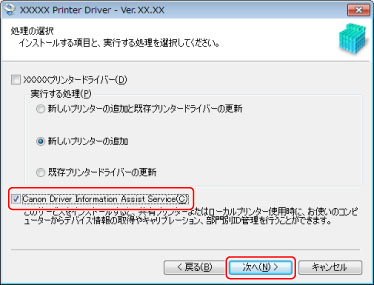 XXXXX Printer Driver - Ver.XX.XX
処理の選択
インストールする項目と、実行する処理を選択してください。
XXXXXプリンタードライバー(D)
実行する処理(P)
新しいプリンターの追加と既存プリンタードライバーの更新
新しいプリンターの追加
既存プリンタードライバーの更新
Canon Driver Information Assist Service(C)
このサービスをインストールすると、共有プリンターまたはローカルプリンター使用時に、お使いのコンピ
ューターからデバイス情報の取得やキャリブレーション、部門別ID管理を行うことができます。
< 戻る(B)
次へ(N) >
キャンセル